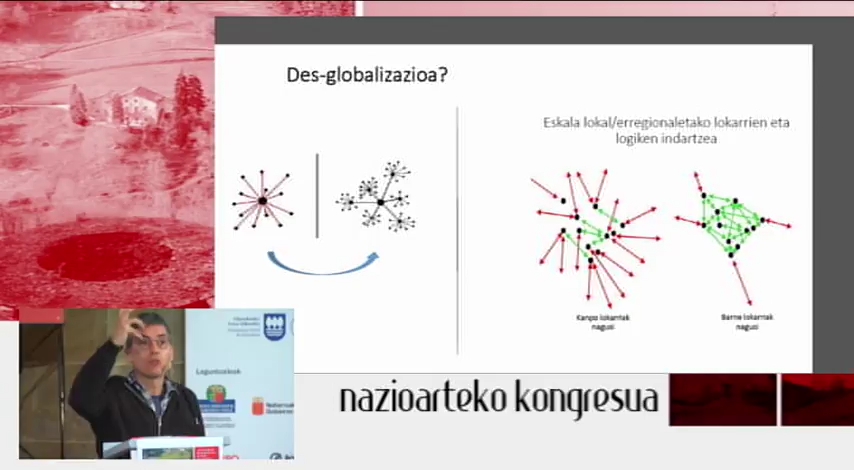 Des-globalizazioa?
Eskala lokal/erregionaletako lokarrien eta
logiken indartzea
Kanpo lokarriak
nagusi
Barne lokarriak
nagusi
Laguntzaileak
nazioarteko kongresua